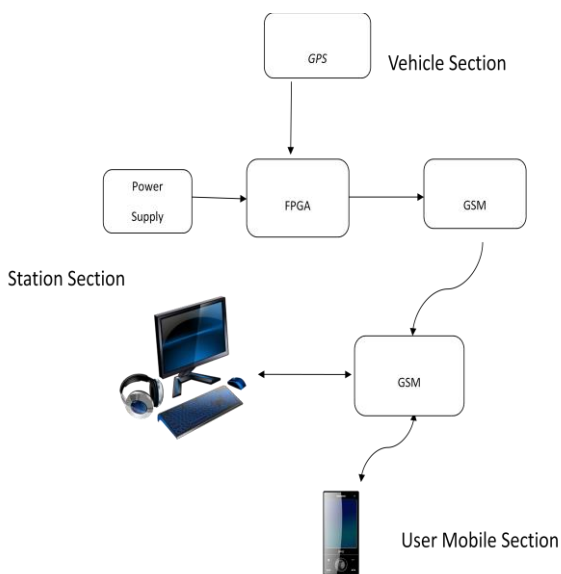 GPS
Vehicle Section
Power
Supply
FPGA
GSM
Station Section
GSM
User Mobile Section